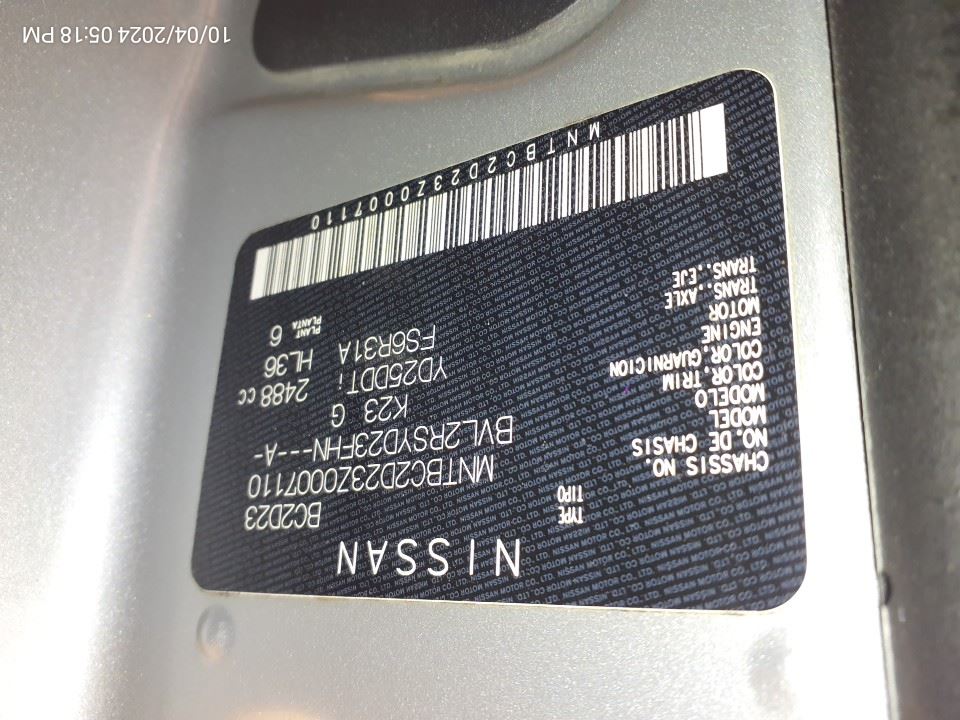 NISSAN
TYPE
TIPO
BC2D23
CHASSIS NO.
NO. DE CHASIS
MNTBC2D23Z0007110
MODEL
MODELO
BVL2RSYD23FHN---A-
COLOR, TRIM
COLOR, GUARNICION
K23 G
ENGINE
MOTOR
YD25DDTi 2488 cc
TRANS., AXLE
TRANS., EJE
FS6R31A HL36
PLANT
PLANTA
6
MNTBC2D23Z0007110
10/04/2024 05:18 PM